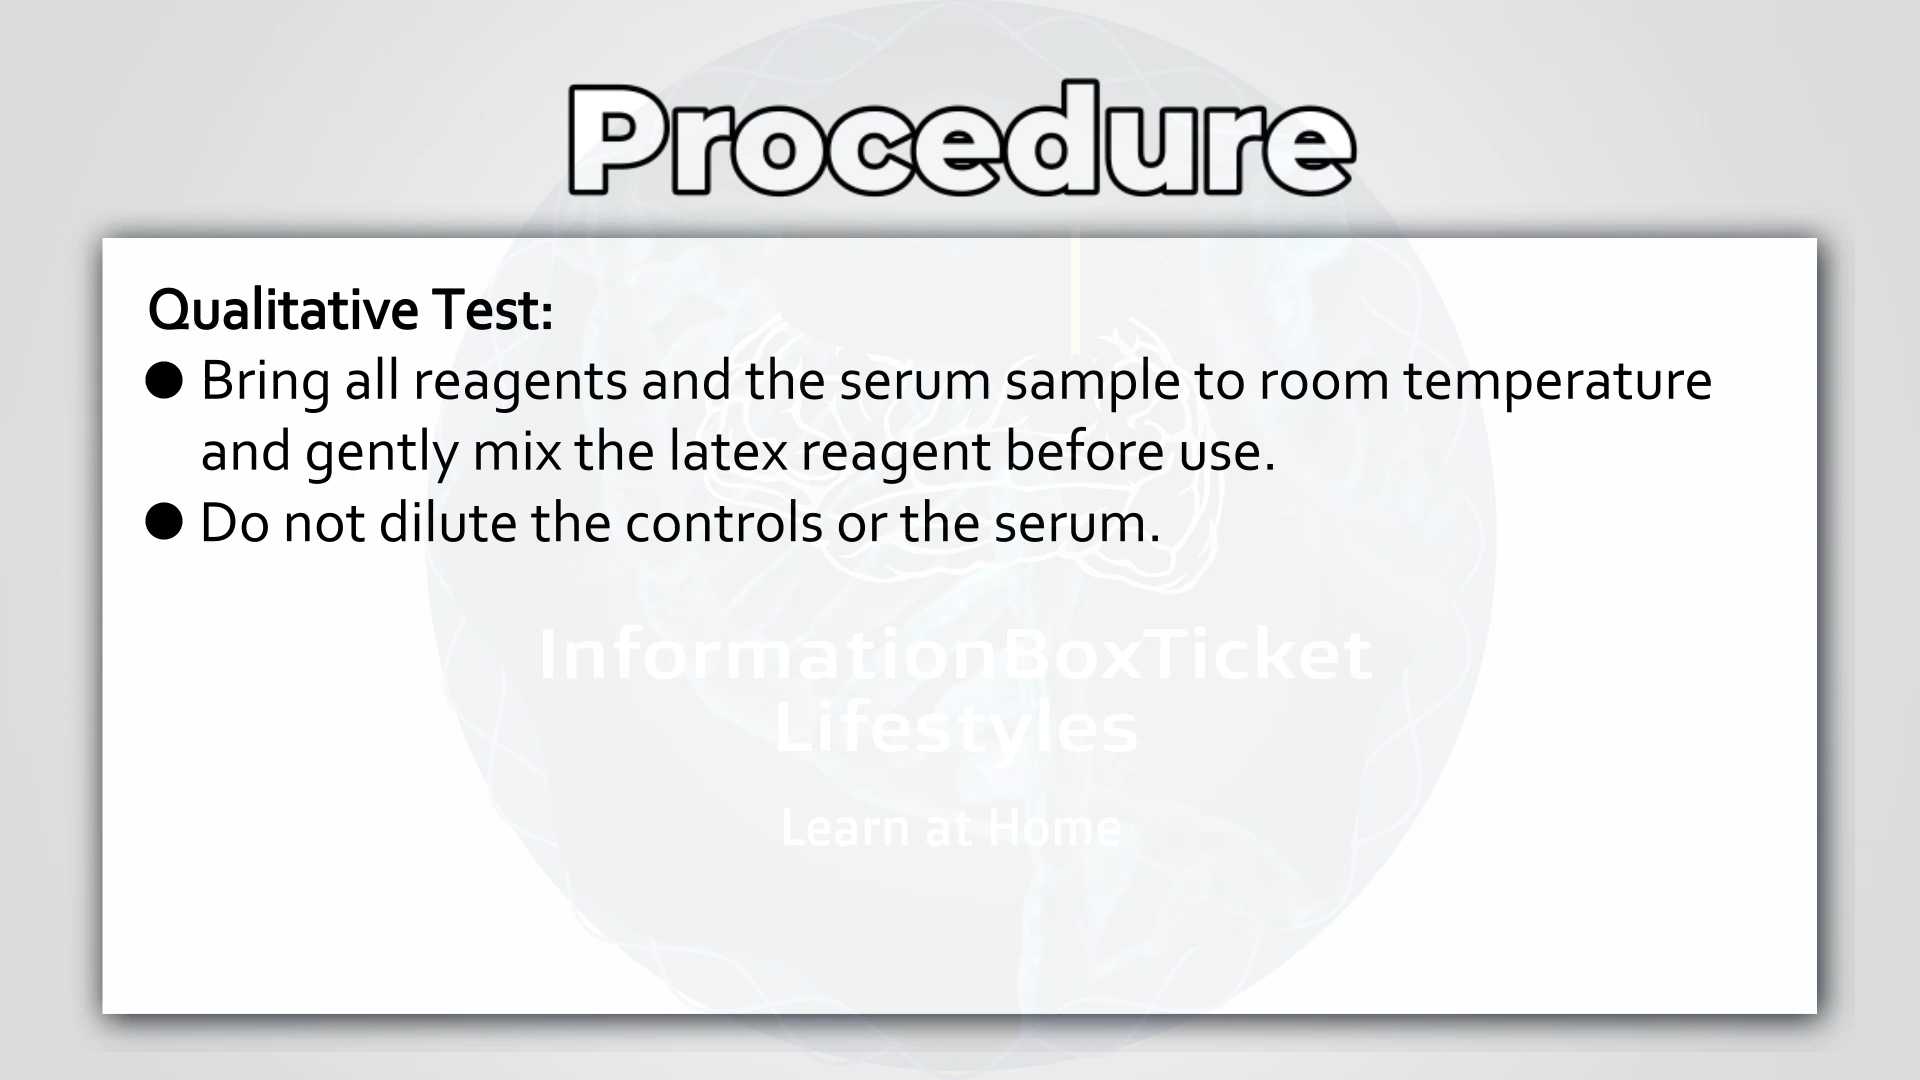 Procedure
Qualitative Test:
● Bring all reagents and the serum sample to room temperature
and gently mix the latex reagent before use.
● Do not dilute the controls or the serum.
InformationBoxTicket
Lifestyles
Learn at Home